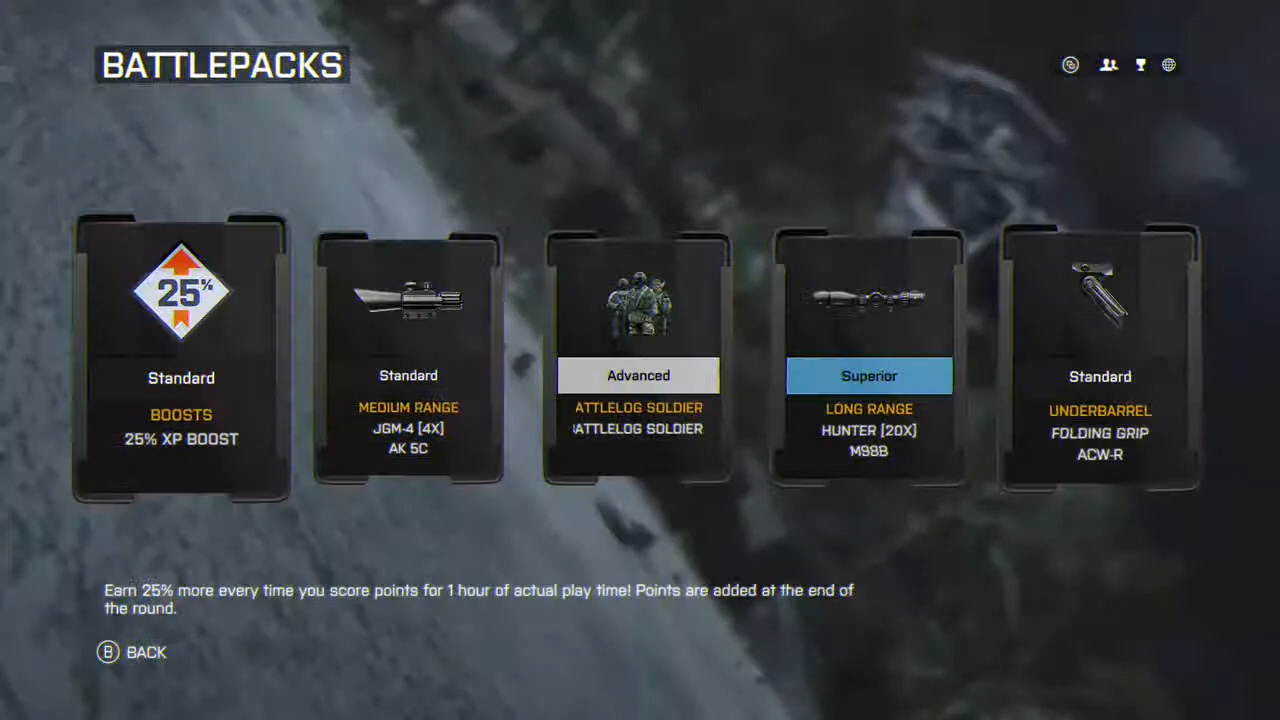 BATTLEPACKS
25%
Standard
BOOSTS
25% XP BOOST
Standard
MEDIUM RANGE
JGM-4 [4X]
AK 5C
Advanced
ATTLELOG SOLDIER
ATTLELOG SOLDIER
Superior
LONG RANGE
HUNTER [20X]
M98B
Standard
UNDERBARREL
FOLDING GRIP
ACW-R
Earn 25% more every time you score points for 1 hour of actual play time! Points are added at the end of
the round.
B BACK